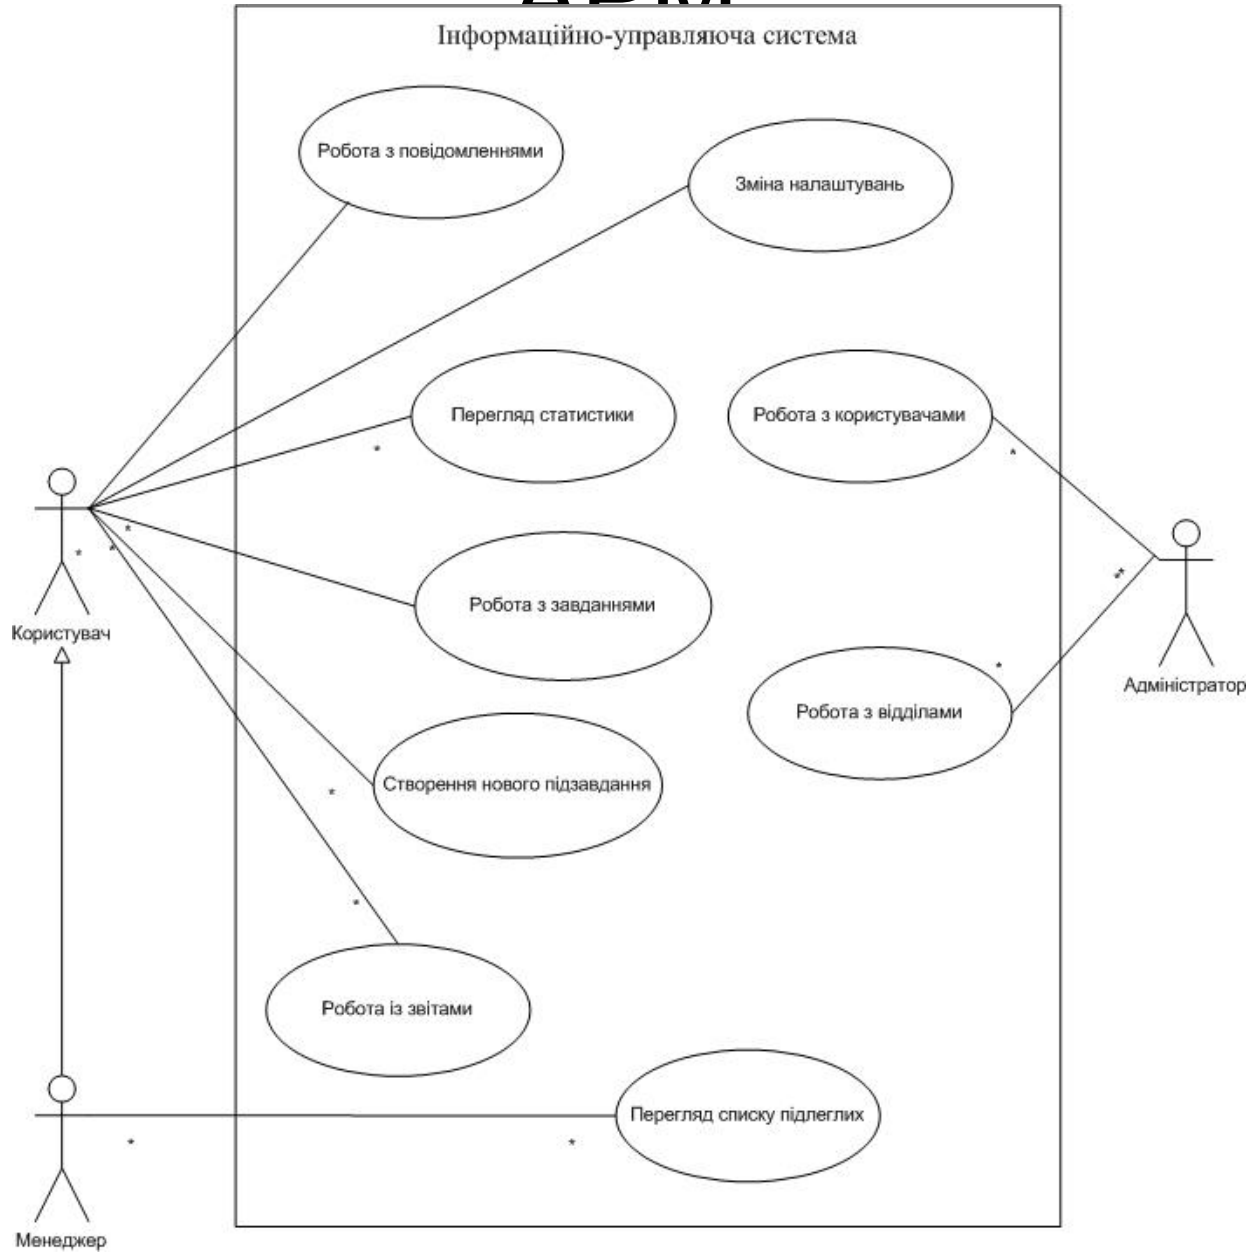 Інформаційно-управляюча система
Робота з повідомленнями
Зміна налаштувань
Перегляд статистики
Робота з користувачами
*
*
*
*
*
Користувач
Робота з завданнями
**
Адміністратор
*
Робота з відділами
Створення нового підзавдання
*
*
Робота із звітами
Перегляд списку підлеглих
*
*
Менеджер